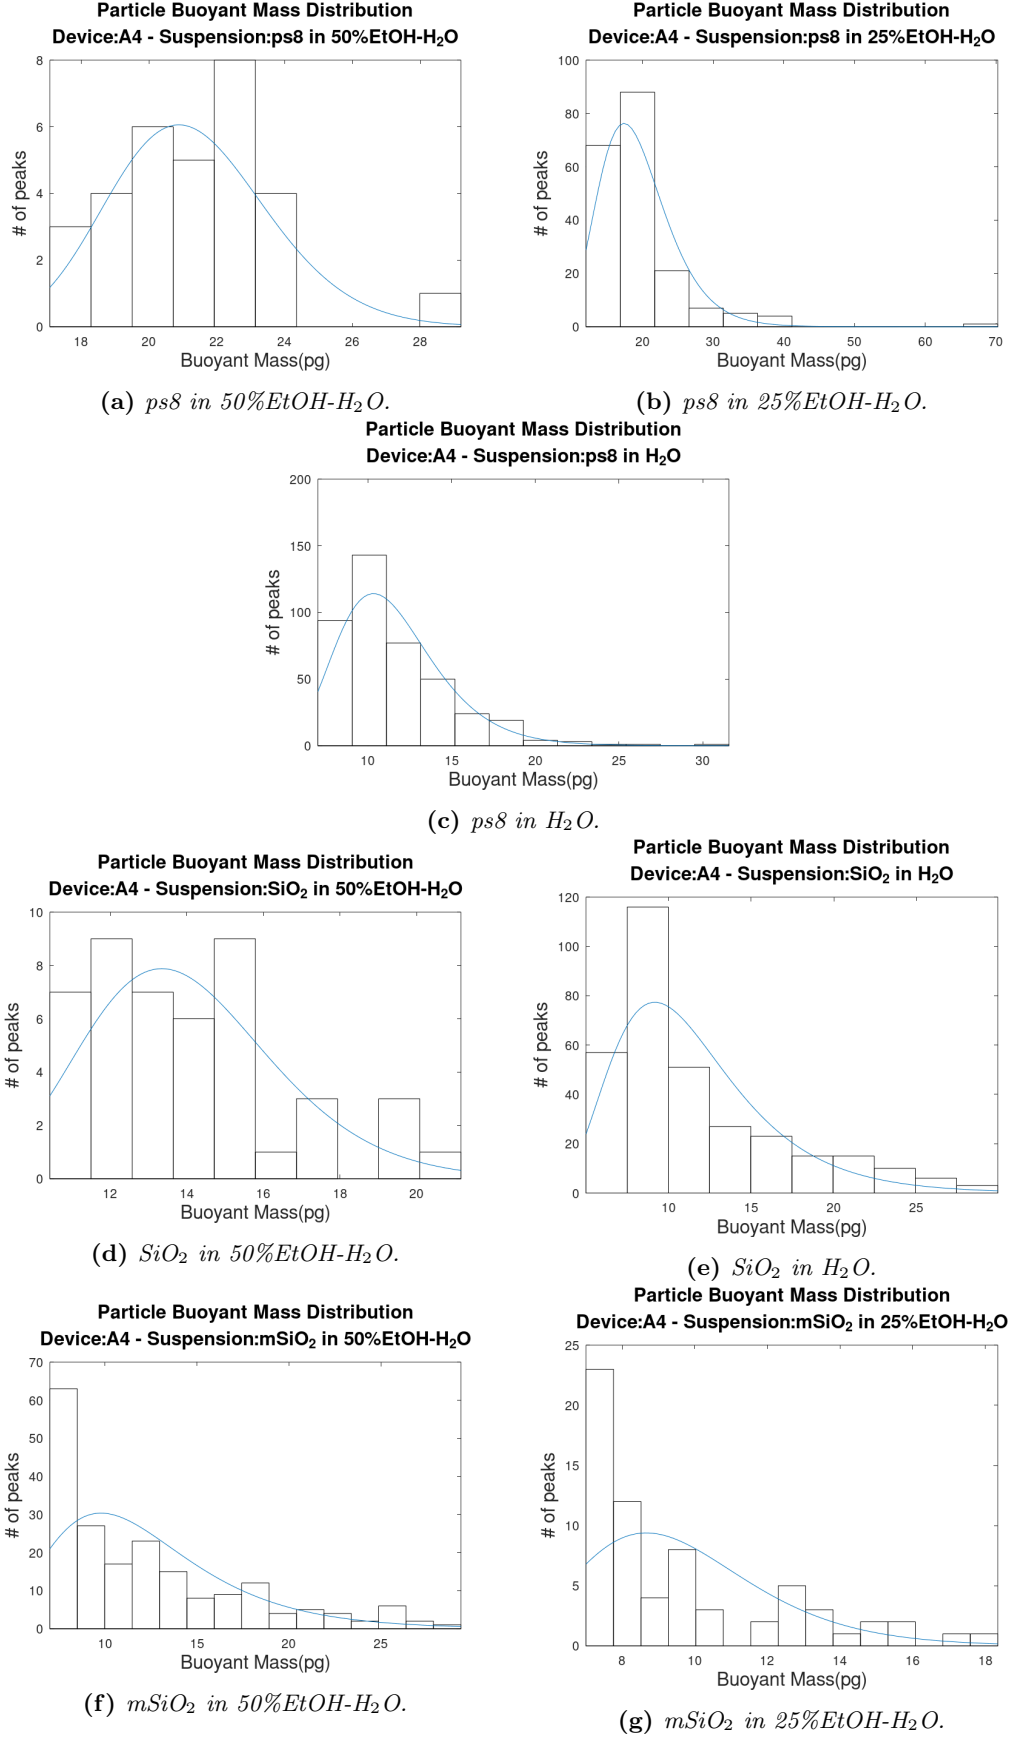 Particle Buoyant Mass Distribution
Device:A4 - Suspension:ps8 in 50%EtOH-H₂O
8
6
4
2
0
# of peaks
18 20 22 24 26 28
Buoyant Mass(pg)
(a) ps8 in 50%EtOH-H₂O.
Particle Buoyant Mass Distribution
Device:A4 - Suspension:ps8 in 25%EtOH-H₂O
100
80
60
40
20
0
# of peaks
20 30 40 50 60 70
Buoyant Mass(pg)
(b) ps8 in 25%EtOH-H₂O.
Particle Buoyant Mass Distribution
Device:A4 - Suspension:ps8 in H₂O
200
150
100
50
0
# of peaks
10 15 20 25 30
Buoyant Mass(pg)
(c) ps8 in H₂O.
Particle Buoyant Mass Distribution
Device:A4 - Suspension:SiO₂ in 50%EtOH-H₂O
10
8
6
4
2
0
# of peaks
12 14 16 18 20
Buoyant Mass(pg)
(d) SiO₂ in 50%EtOH-H₂O.
Particle Buoyant Mass Distribution
Device:A4 - Suspension:SiO₂ in H₂O
120
100
80
60
40
20
0
# of peaks
10 15 20 25
Buoyant Mass(pg)
(e) SiO₂ in H₂O.
Particle Buoyant Mass Distribution
Device:A4 - Suspension:mSiO₂ in 50%EtOH-H₂O
70
60
50
40
30
20
10
0
# of peaks
10 15 20 25
Buoyant Mass(pg)
(f) mSiO₂ in 50%EtOH-H₂O.
Particle Buoyant Mass Distribution
Device:A4 - Suspension:mSiO₂ in 25%EtOH-H₂O
25
20
15
10
5
0
# of peaks
8 10 12 14 16 18
Buoyant Mass(pg)
(g) mSiO₂ in 25%EtOH-H₂O.